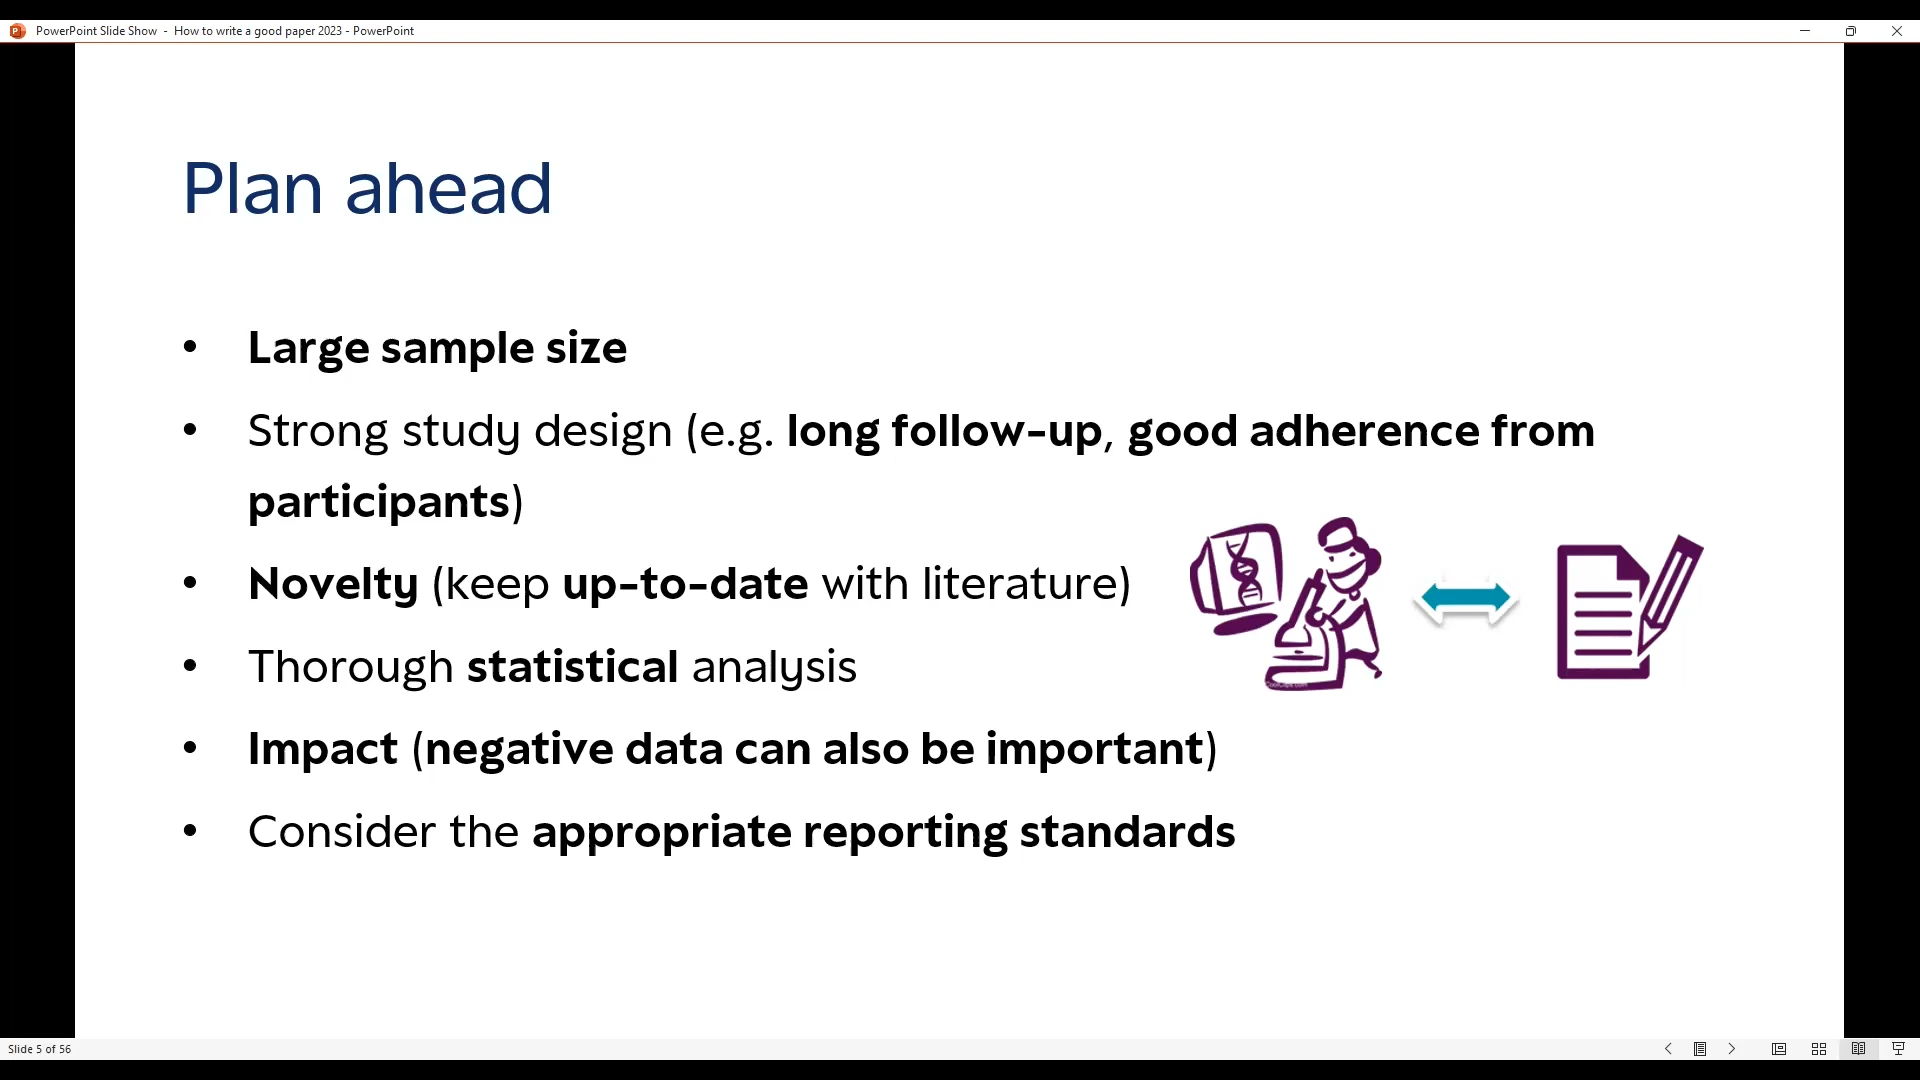 PowerPoint Slide Show - How to write a good paper 2023 - PowerPoint
Plan ahead
• Large sample size
• Strong study design (e.g. long follow-up, good adherence from
participants)
• Novelty (keep up-to-date with literature)
• Thorough statistical analysis
• Impact (negative data can also be important)
• Consider the appropriate reporting standards
Slide 5 of 56